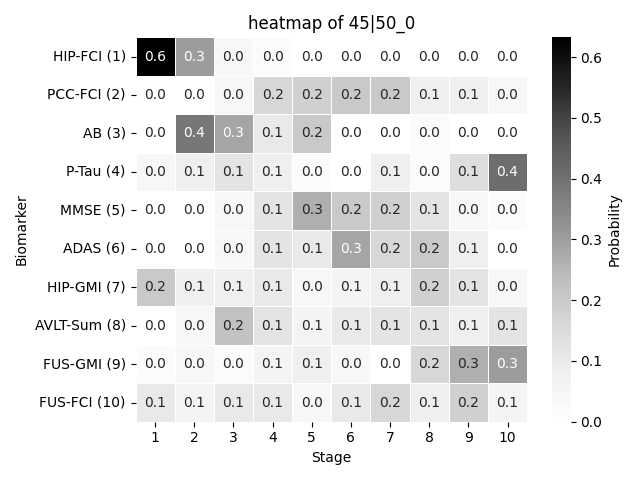 heatmap of 45|50_0
HIP-FCI (1) 0.6 0.3 0.0 0.0 0.0 0.0 0.0 0.0 0.0 0.0
PCC-FCI (2) 0.0 0.0 0.0 0.2 0.2 0.2 0.2 0.1 0.1 0.0
AB (3) 0.0 0.4 0.3 0.1 0.2 0.0 0.0 0.0 0.0 0.0
P-Tau (4) 0.0 0.1 0.1 0.1 0.0 0.0 0.1 0.0 0.1 0.4
MMSE (5) 0.0 0.0 0.0 0.1 0.3 0.2 0.2 0.1 0.0 0.0
ADAS (6) 0.0 0.0 0.0 0.1 0.1 0.3 0.2 0.2 0.1 0.0
HIP-GMI (7) 0.2 0.1 0.1 0.1 0.0 0.1 0.1 0.2 0.1 0.0
AVLT-Sum (8) 0.0 0.0 0.2 0.1 0.1 0.1 0.1 0.1 0.1 0.1
FUS-GMI (9) 0.0 0.0 0.0 0.1 0.1 0.0 0.0 0.2 0.3 0.3
FUS-FCI (10) 0.1 0.1 0.1 0.1 0.0 0.1 0.2 0.1 0.2 0.1
1 2 3 4 5 6 7 8 9 10
Stage
Biomarker
0.6
0.5
0.4
0.3
0.2
0.1
0.0
Probability